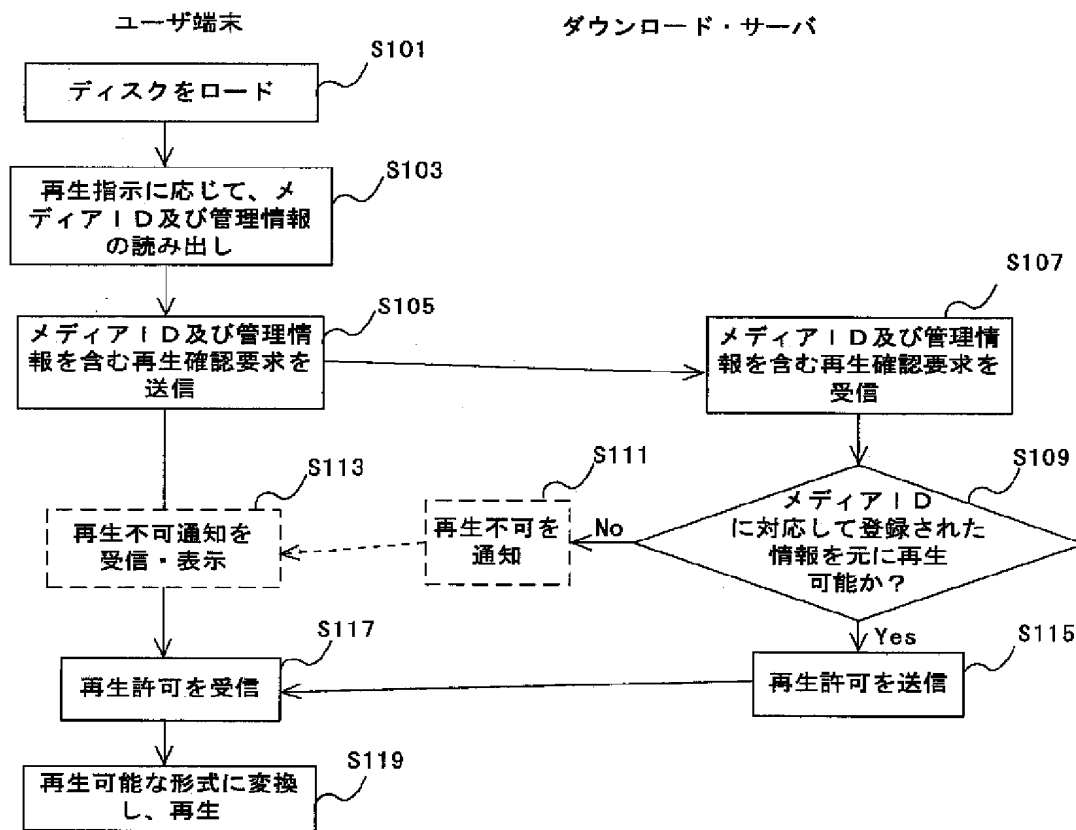 ユーザ端末
ダウンロード・サーバ
S101
ディスクをロード
S103
再生指示に応じて、メ
ディアID及び管理情報
の読み出し
S105
メディアID及び管理情
報を含む再生確認要求を
送信
S107
メディアID及び管理情
報を含む再生確認要求を
受信
S109
メディアID
に対応して登録された
情報を元に再生
可能か?
No
S111
再生不可を
通知
S113
再生不可通知を
受信・表示
Yes
S115
再生許可を送信
S117
再生許可を受信
S119
再生可能な形式に変換
し、再生